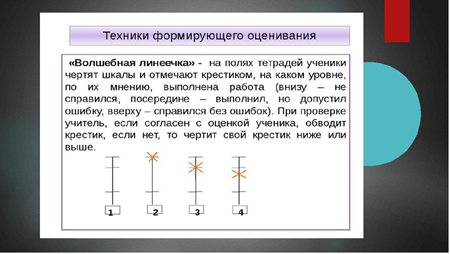 Техники формирующего оценивания
«Волшебная линеечка» - на полях тетрадей ученики
чертят шкалы и отмечают крестиком, на каком уровне,
по их мнению, выполнена работа (внизу – не
справился, посередине – выполнил, но допустил
ошибку, вверху – справился без ошибок). При проверке
учитель, если согласен с оценкой ученика, обводит
крестик, если нет, то чертит свой крестик ниже или
выше.
1 2 3 4